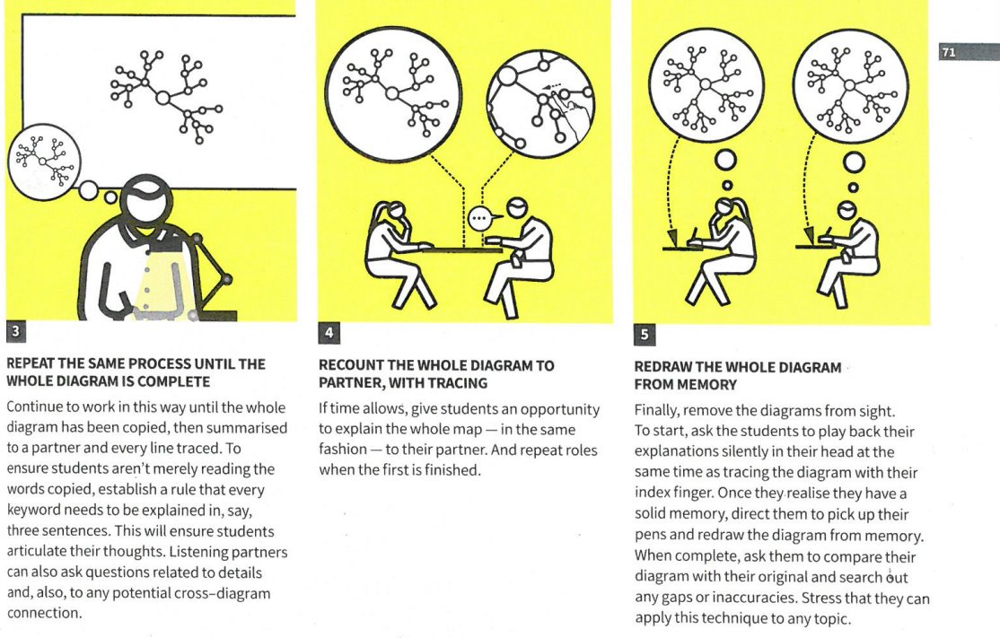 71
3
REPEAT THE SAME PROCESS UNTIL THE
WHOLE DIAGRAM IS COMPLETE
Continue to work in this way until the whole
diagram has been copied, then summarised
to a partner and every line traced. To
ensure students aren’t merely reading the
words copied, establish a rule that every
keyword needs to be explained in, say,
three sentences. This will ensure students
articulate their thoughts. Listening partners
can also ask questions related to details
and, also, to any potential cross–diagram
connection.
4
RECOUNT THE WHOLE DIAGRAM TO
PARTNER, WITH TRACING
If time allows, give students an opportunity
to explain the whole map — in the same
fashion — to their partner. And repeat roles
when the first is finished.
5
REDRAW THE WHOLE DIAGRAM
FROM MEMORY
Finally, remove the diagrams from sight.
To start, ask the students to play back their
explanations silently in their head at the
same time as tracing the diagram with their
index finger. Once they realise they have a
solid memory, direct them to pick up their
pens and redraw the diagram from memory.
When complete, ask them to compare their
diagram with their original and search out
any gaps or inaccuracies. Stress that they can
apply this technique to any topic.